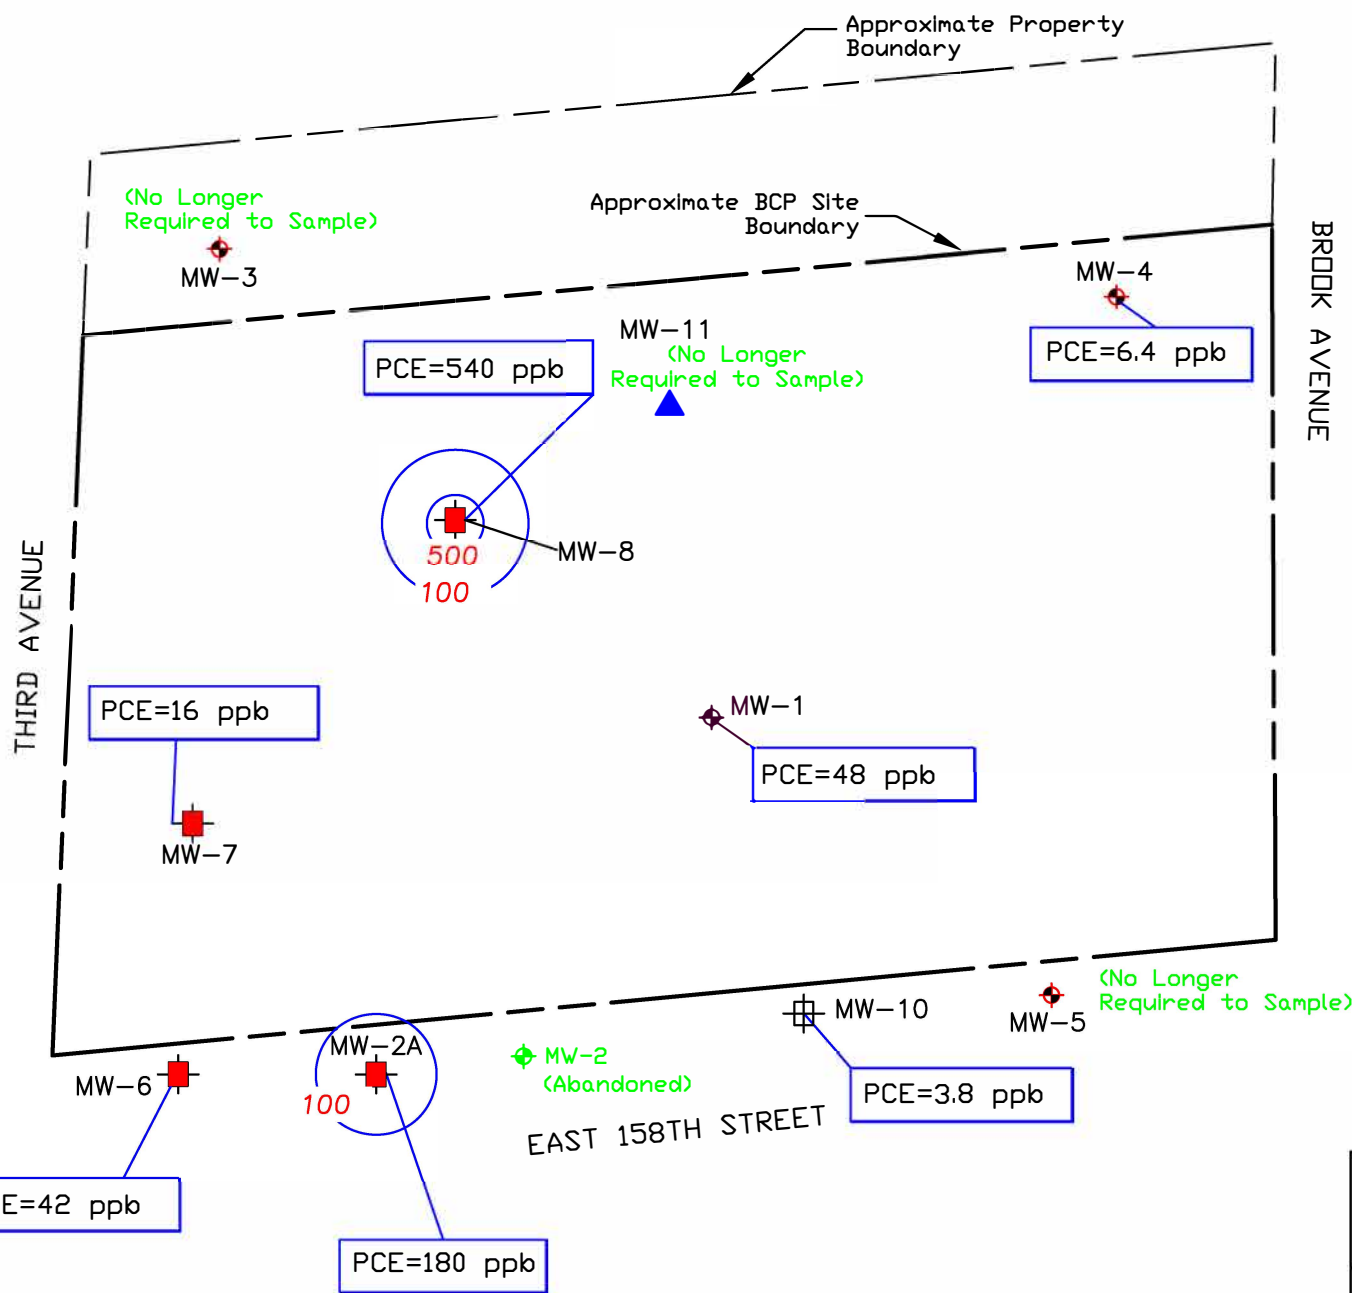 Approximate Property
Boundary
(No Longer
Required to Sample)
MW-3
Approximate BCP Site
Boundary
MW-4
BROOK AVENUE
MW-11
(No Longer
Required to Sample)
PCE=540 ppb
PCE=6.4 ppb
500
MW-8
100
THIRD AVENUE
PCE=16 ppb
MW-1
PCE=48 ppb
MW-7
(No Longer
Required to Sample)
MW-10
MW-5
MW-2A
MW-2
(Abandoned)
MW-6
100
PCE=3.8 ppb
EAST 158TH STREET
E=42 ppb
PCE=180 ppb